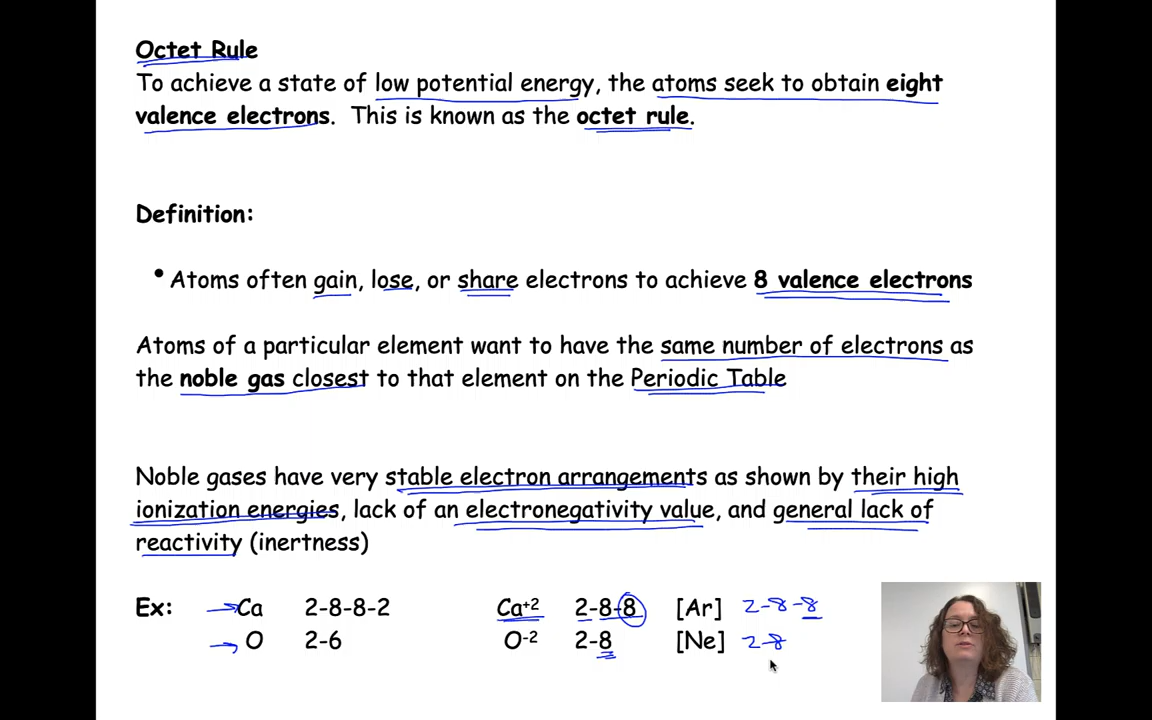 Octet Rule
To achieve a state of low potential energy, the atoms seek to obtain eight
valence electrons. This is known as the octet rule.
Definition:
• Atoms often gain, lose, or share electrons to achieve 8 valence electrons
Atoms of a particular element want to have the same number of electrons as
the noble gas closest to that element on the Periodic Table
Noble gases have very stable electron arrangements as shown by their high
ionization energies, lack of an electronegativity value, and general lack of
reactivity (inertness)
Ex: → Ca 2-8-8-2 Ca+2 2-8-8 [Ar] 2-8-8
→ O 2-6 O-2 2-8 [Ne] 2-8